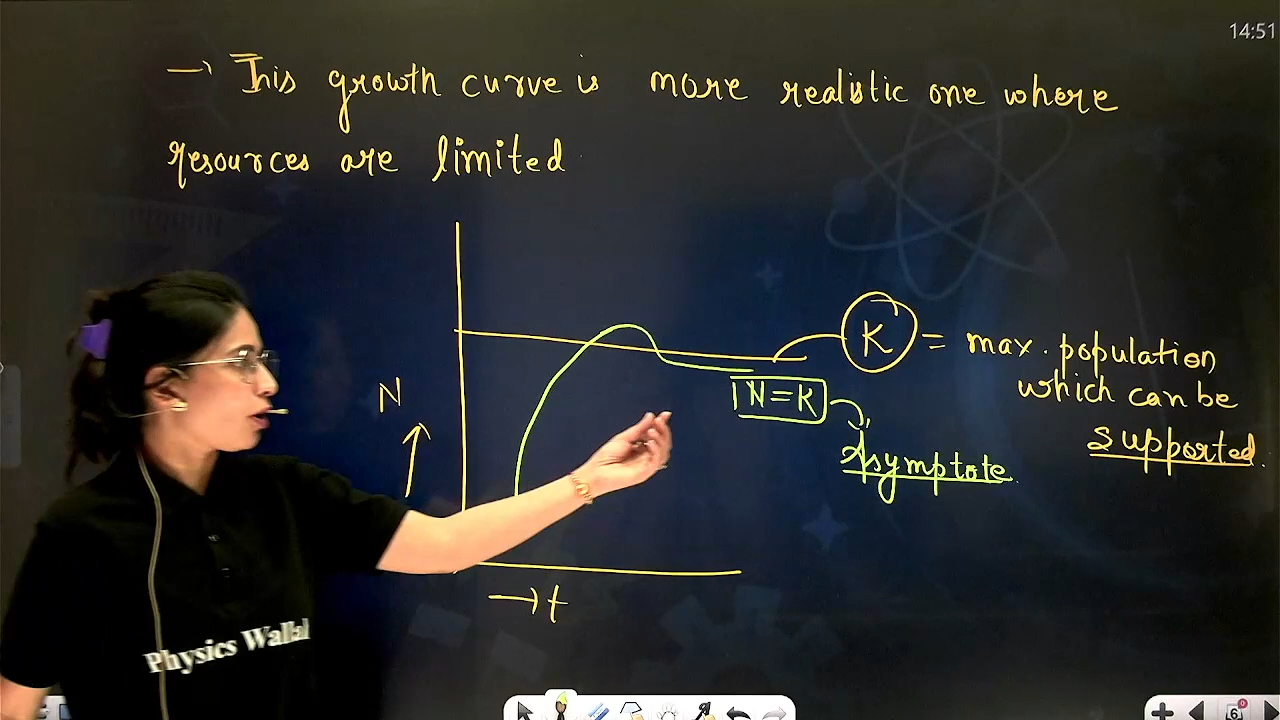 14:51
→ This growth curve is more realistic one where
resources are limited
K = max. population
which can be
supported.
N = K
Asymptote
N
→ t
Physics Wallah
6